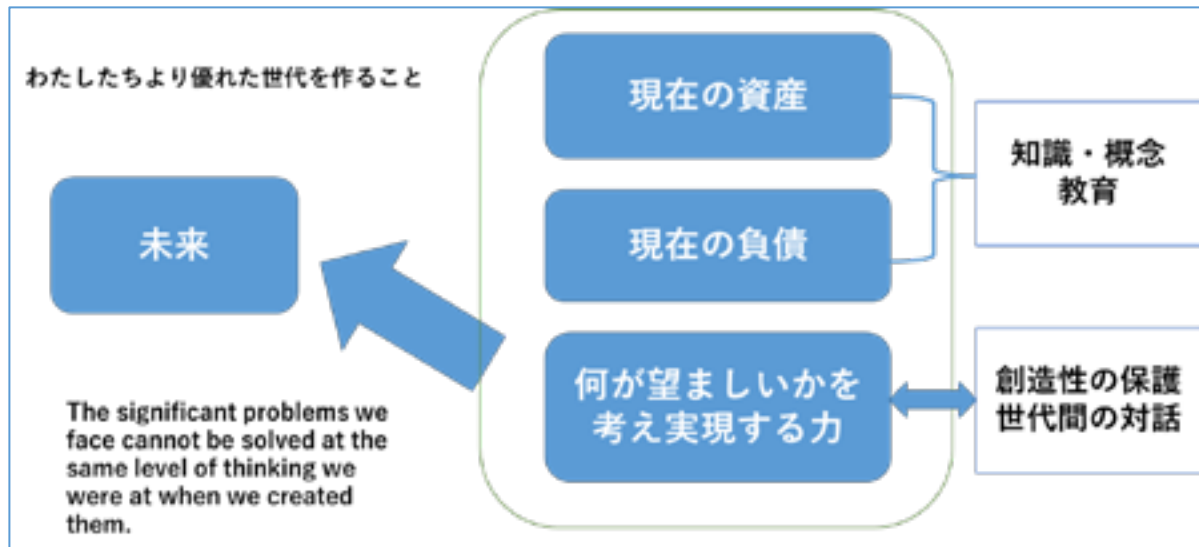 わたしたちより優れた世代を作ること
未来
The significant problems we
face cannot be solved at the
same level of thinking we
were at when we created
them.
現在の資産
現在の負債
何が望ましいかを
考え実現する力
知識・概念
教育
創造性の保護
世代間の対話